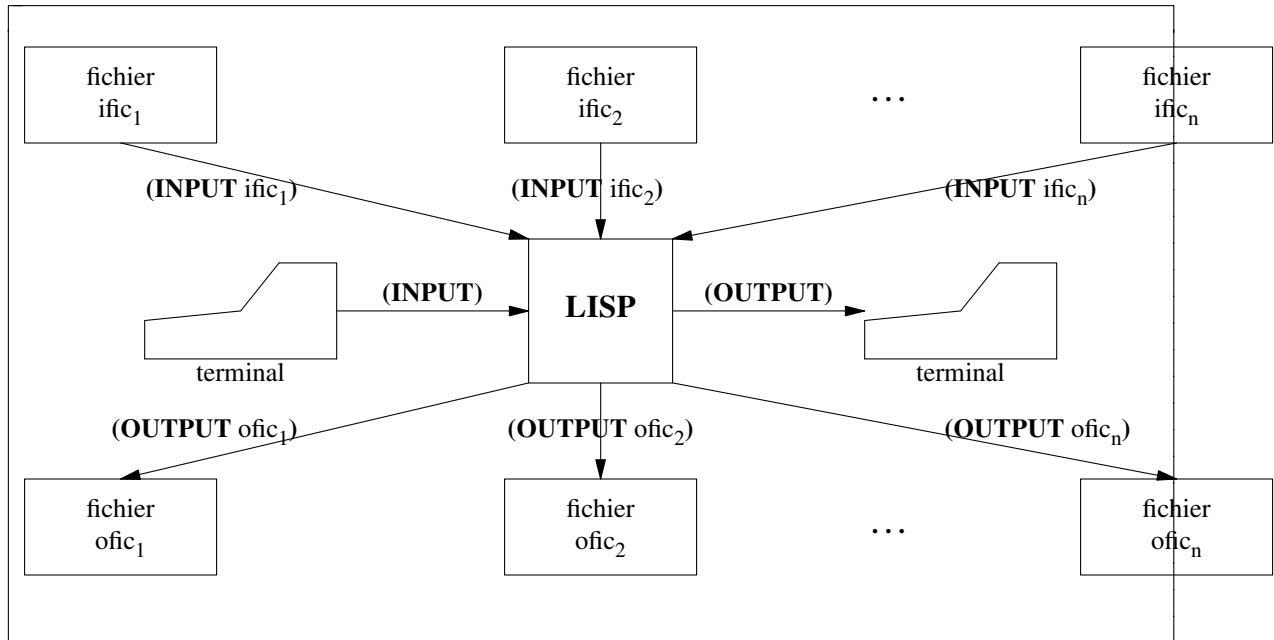 fichier
ific₁
fichier
ific₂
...
fichier
ificₙ
(INPUT ific₁)
(INPUT ific₂)
(INPUT ificₙ)
(INPUT)
LISP
(OUTPUT)
terminal
terminal
(OUTPUT ofic₁)
(OUTPUT ofic₂)
(OUTPUT oficₙ)
fichier
ofic₁
fichier
ofic₂
...
fichier
oficₙ